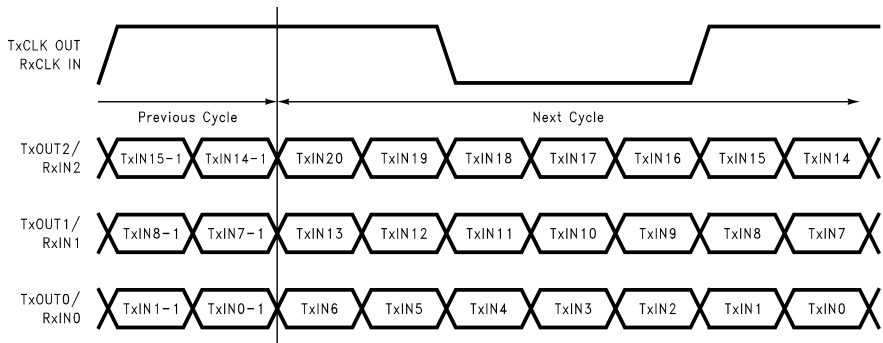 TxCLK OUT
RxCLK IN
Previous Cycle
Next Cycle
TxOUT2/
RxIN2
TxIN15-1 TxIN14-1 TxIN20 TxIN19 TxIN18 TxIN17 TxIN16 TxIN15 TxIN14
TxOUT1/
RxIN1
TxIN8-1 TxIN7-1 TxIN13 TxIN12 TxIN11 TxIN10 TxIN9 TxIN8 TxIN7
TxOUT0/
RxIN0
TxIN1-1 TxIN0-1 TxIN6 TxIN5 TxIN4 TxIN3 TxIN2 TxIN1 TxIN0